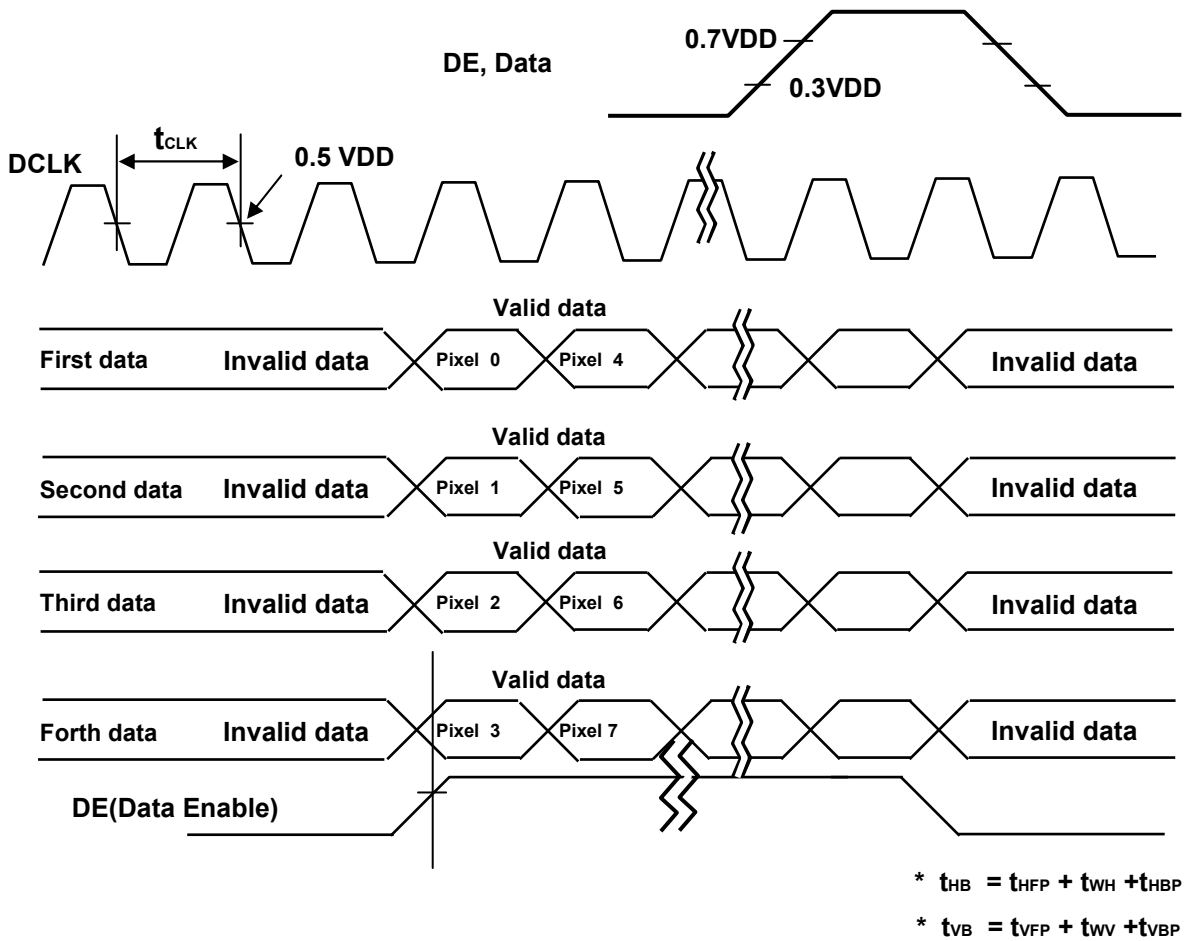 0.7VDD
DE, Data
0.3VDD
tCLK
0.5 VDD
DCLK
Valid data
First data Invalid data Pixel 0 Pixel 4 Invalid data
Valid data
Second data Invalid data Pixel 1 Pixel 5 Invalid data
Valid data
Third data Invalid data Pixel 2 Pixel 6 Invalid data
Valid data
Forth data Invalid data Pixel 3 Pixel 7 Invalid data
DE(Data Enable)
* tHB = tHFP + tWH +tHBP
* tVB = tVFP + tWV +tVBP